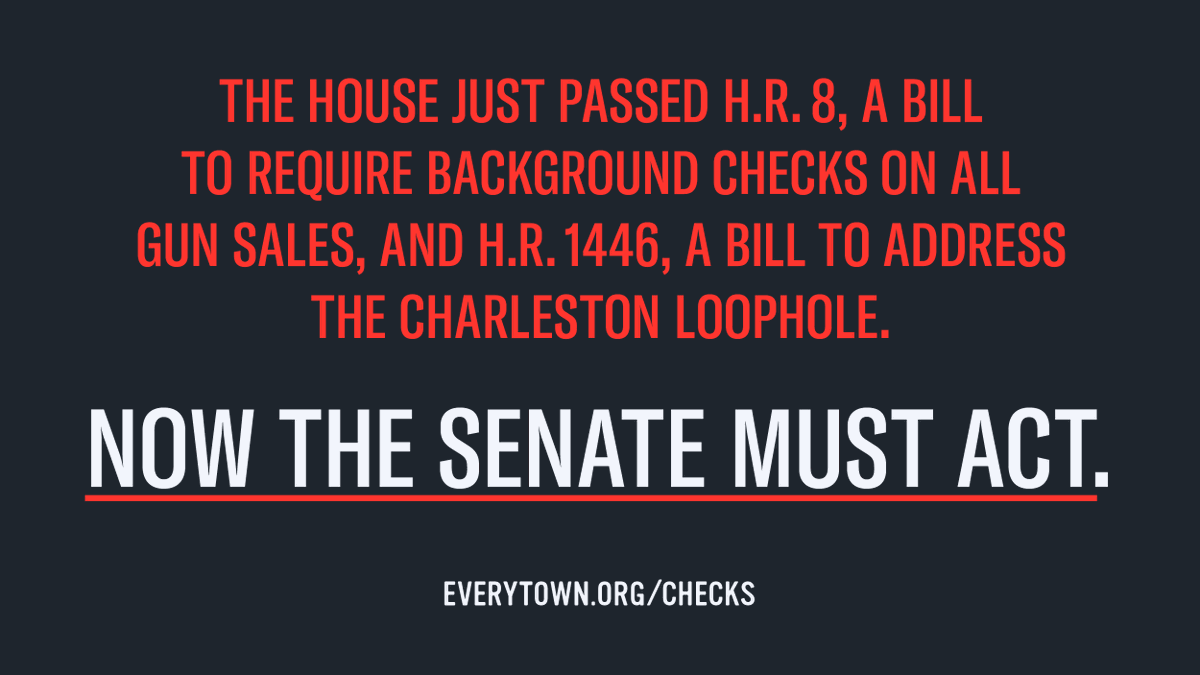 THE HOUSE JUST PASSED H.R. 8, A BILL
TO REQUIRE BACKGROUND CHECKS ON ALL
GUN SALES, AND H.R. 1446, A BILL TO ADDRESS
THE CHARLESTON LOOPHOLE.
NOW THE SENATE MUST ACT.
EVERYTOWN.ORG/CHECKS